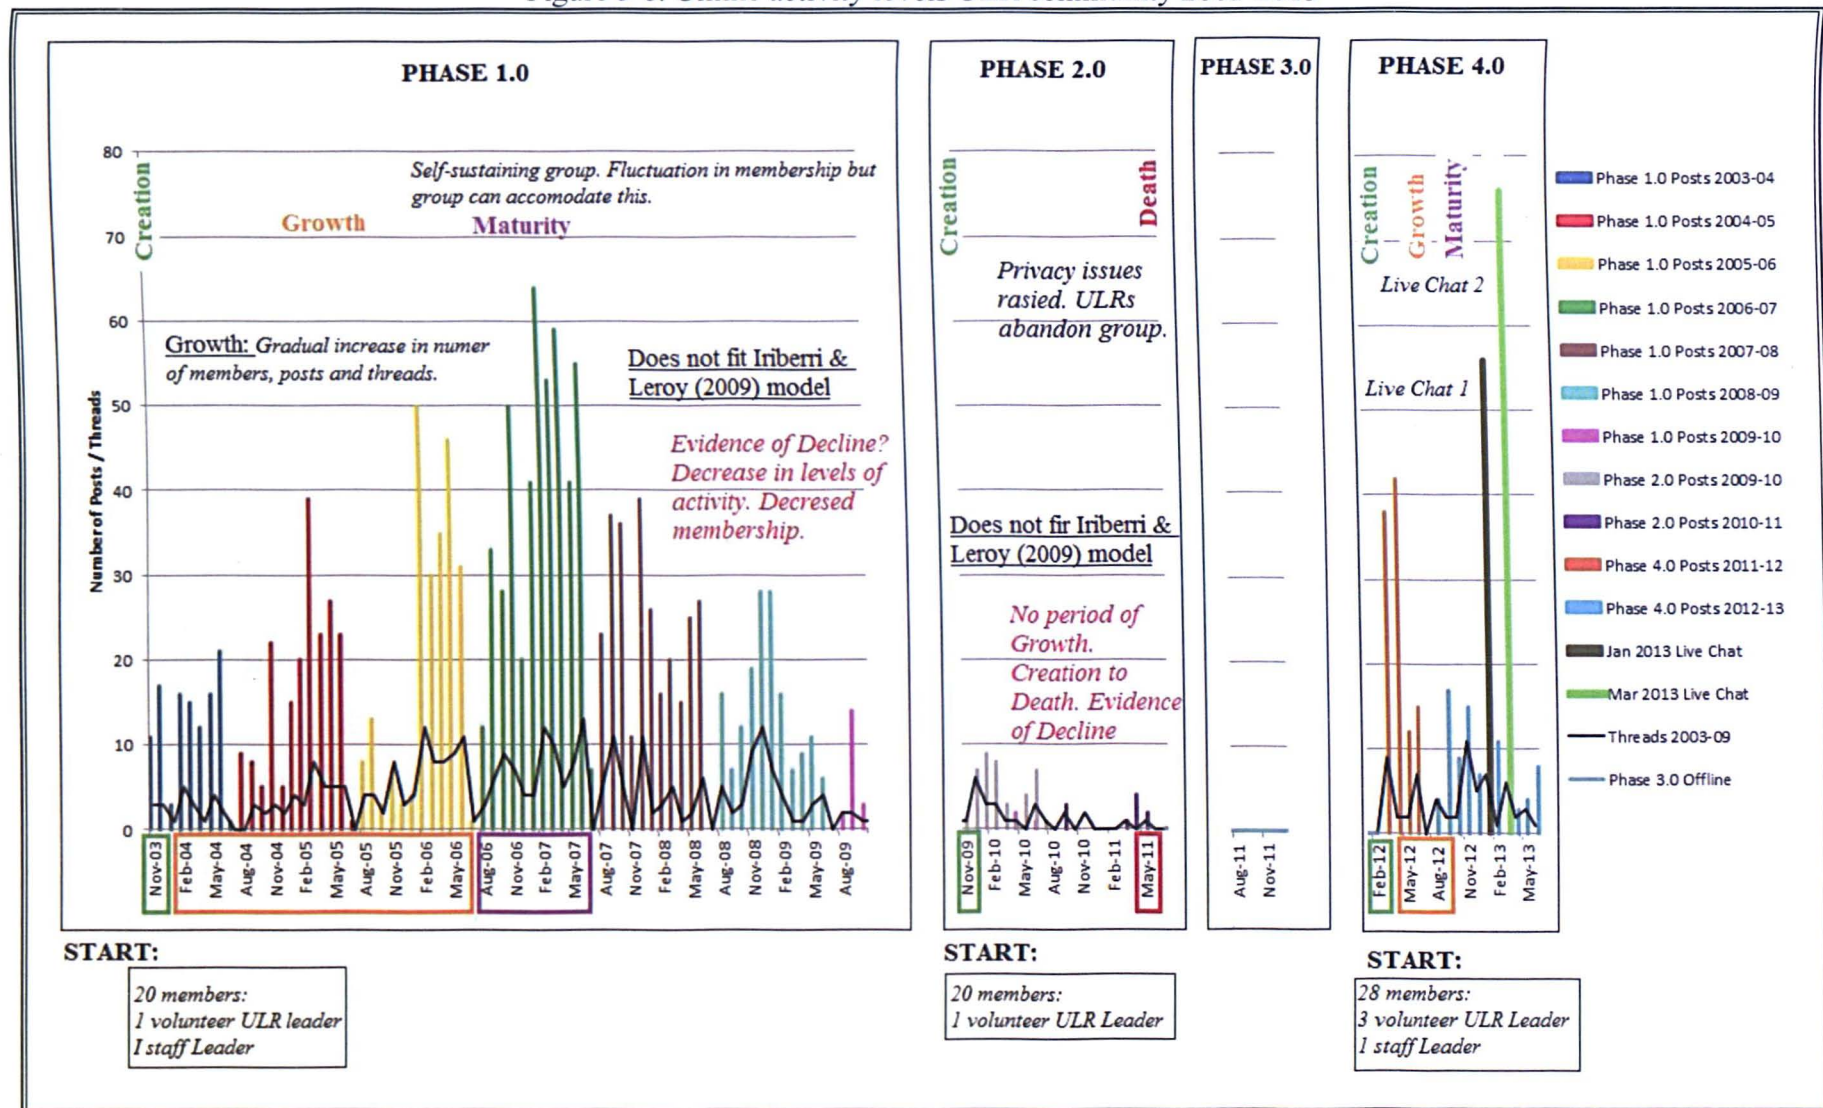 PHASE 1.0
80
70
60
50
40
30
20
10
0
Number of Posts / Threads
Creation
Self-sustaining group. Fluctuation in membership but
group can accomodate this.
Growth
Maturity
Growth: Gradual increase in numer
of members, posts and threads.
Does not fit Iriberri &
Leroy (2009) model
Evidence of Decline?
Decrease in levels of
activity. Decresed
membership.
Nov-03
Feb-04
May-04
Aug-04
Nov-04
Feb-05
May-05
Aug-05
Nov-05
Feb-06
May-06
Aug-06
Nov-06
Feb-07
May-07
Aug-07
Nov-07
Feb-08
May-08
Aug-08
Nov-08
Feb-09
May-09
Aug-09
START:
20 members:
1 volunteer ULR leader
I staff Leader
PHASE 2.0
Creation
Death
Privacy issues
rasied. ULRs
abandon group.
Does not fir Iriberri &
Leroy (2009) model
No period of
Growth.
Creation to
Death. Evidence
of Decline
Nov-09
Feb-10
May-10
Aug-10
Nov-10
Feb-11
May-11
START:
20 members:
1 volunteer ULR Leader
PHASE 3.0
Aug-11
Nov-11
PHASE 4.0
Creation
Growth
Maturity
Live Chat 2
Live Chat 1
Feb-12
May-12
Aug-12
Nov-12
Feb-13
May-13
START:
28 members:
3 volunteer ULR Leader
1 staff Leader
Phase 1.0 Posts 2003-04
Phase 1.0 Posts 2004-05
Phase 1.0 Posts 2005-06
Phase 1.0 Posts 2006-07
Phase 1.0 Posts 2007-08
Phase 1.0 Posts 2008-09
Phase 1.0 Posts 2009-10
Phase 2.0 Posts 2009-10
Phase 2.0 Posts 2010-11
Phase 4.0 Posts 2011-12
Phase 4.0 Posts 2012-13
Jan 2013 Live Chat
Mar 2013 Live Chat
Threads 2003-09
Phase 3.0 Offline